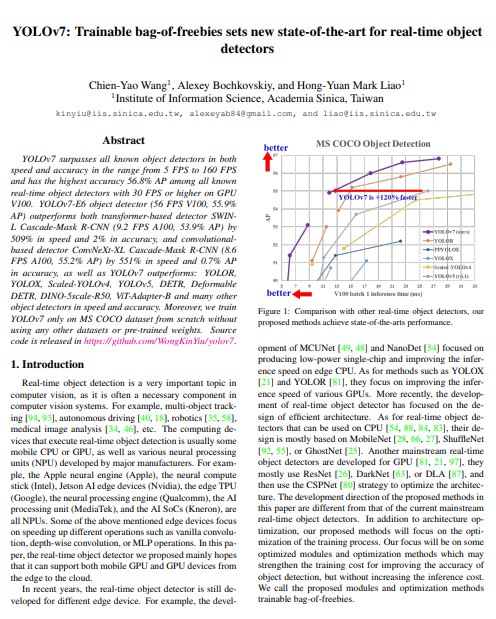 YOLOv7: Trainable bag-of-freebies sets new state-of-the-art for real-time object
detectors
Chien-Yao Wang1, Alexey Bochkovskiy, and Hong-Yuan Mark Liao1
1Institute of Information Science, Academia Sinica, Taiwan
kinyiu@iis.sinica.edu.tw, alexeyab84@gmail.com, and liao@iis.sinica.edu.tw
Abstract
YOLOv7 surpasses all known object detectors in both
speed and accuracy in the range from 5 FPS to 160 FPS
and has the highest accuracy 56.8% AP among all known
real-time object detectors with 30 FPS or higher on GPU
V100. YOLOv7-E6 object detector (56 FPS V100, 55.9%
AP) outperforms both transformer-based detector SWIN-
L Cascade-Mask R-CNN (9.2 FPS A100, 53.9% AP) by
509% in speed and 2% in accuracy, and convolutional-
based detector ConvNeXt-XL Cascade-Mask R-CNN (8.6
FPS A100, 55.2% AP) by 551% in speed and 0.7% AP
in accuracy, as well as YOLOv7 outperforms: YOLOR,
YOLOX, Scaled-YOLOv4, YOLOv5, DETR, Deformable
DETR, DINO-5scale-R50, ViT-Adapter-B and many other
object detectors in speed and accuracy. Moreover, we train
YOLOv7 only on MS COCO dataset from scratch without
using any other datasets or pre-trained weights. Source
code is released in https://github.com/WongKinYiu/yolov7.
1. Introduction
Real-time object detection is a very important topic in
computer vision, as it is often a necessary component in
computer vision systems. For example, multi-object track-
ing [94, 93], autonomous driving [40, 18], robotics [35, 58],
medical image analysis [34, 46], etc. The computing de-
vices that execute real-time object detection is usually some
mobile CPU or GPU, as well as various neural processing
units (NPU) developed by major manufacturers. For exam-
ple, the Apple neural engine (Apple), the neural compute
stick (Intel), Jetson AI edge devices (Nvidia), the edge TPU
(Google), the neural processing engine (Qualcomm), the AI
processing unit (MediaTek), and the AI SoCs (Kneron), are
all NPUs. Some of the above mentioned edge devices focus
on speeding up different operations such as vanilla convolu-
tion, depth-wise convolution, or MLP operations. In this pa-
per, the real-time object detector we proposed mainly hopes
that it can support both mobile GPU and GPU devices from
the edge to the cloud.
In recent years, the real-time object detector is still de-
veloped for different edge device. For example, the devel-
better
MS COCO Object Detection
YOLOv7 is +120% faster
AP
YOLOv7 (ours)
YOLOR
PPYOLOE
YOLOX
Scaled-YOLOv4
YOLOv5 (r6.1)
better
V100 batch 1 inference time (ms)
Figure 1: Comparison with other real-time object detectors, our
proposed methods achieve state-of-the-arts performance.
opment of MCUNet [49, 48] and NanoDet [54] focused on
producing low-power single-chip and improving the infer-
ence speed on edge CPU. As for methods such as YOLOX
[21] and YOLOR [81], they focus on improving the infer-
ence speed of various GPUs. More recently, the develop-
ment of real-time object detector has focused on the de-
sign of efficient architecture. As for real-time object de-
tectors that can be used on CPU [54, 88, 84, 83], their de-
sign is mostly based on MobileNet [28, 66, 27], ShuffleNet
[92, 55], or GhostNet [25]. Another mainstream real-time
object detectors are developed for GPU [81, 21, 97], they
mostly use ResNet [26], DarkNet [63], or DLA [87], and
then use the CSPNet [80] strategy to optimize the architec-
ture. The development direction of the proposed methods in
this paper are different from that of the current mainstream
real-time object detectors. In addition to architecture op-
timization, our proposed methods will focus on the opti-
mization of the training process. Our focus will be on some
optimized modules and optimization methods which may
strengthen the training cost for improving the accuracy of
object detection, but without increasing the inference cost.
We call the proposed modules and optimization methods
trainable bag-of-freebies.